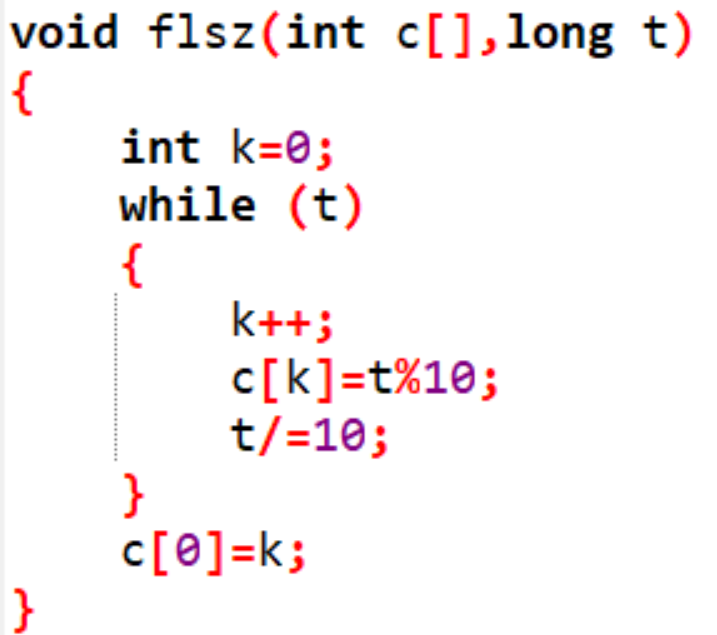 void flsz(int c[],long t)
{
    int k=0;
    while (t)
    {
        k++;
        c[k]=t%10;
        t/=10;
    }
    c[0]=k;
}